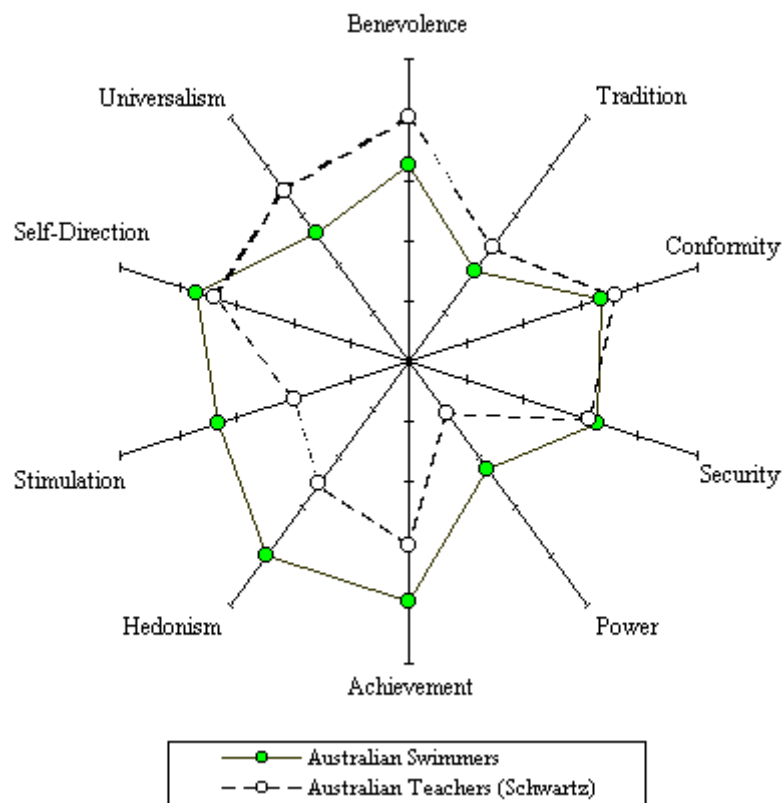 Benevolence
Universalism
Tradition
Self-Direction
Conformity
Stimulation
Security
Hedonism
Power
Achievement
Australian Swimmers
Australian Teachers (Schwartz)